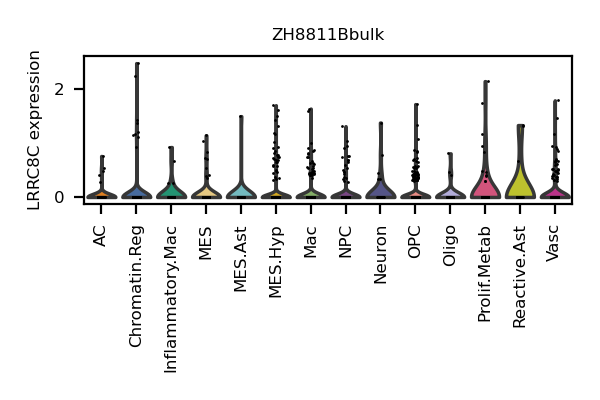 ZH8811Bbulk
LRRC8C expression
2
0
AC
Chromatin.Reg
Inflammatory.Mac
MES
MES.Ast
MES.Hyp
Mac
NPC
Neuron
OPC
Oligo
Prolif.Metab
Reactive.Ast
Vasc